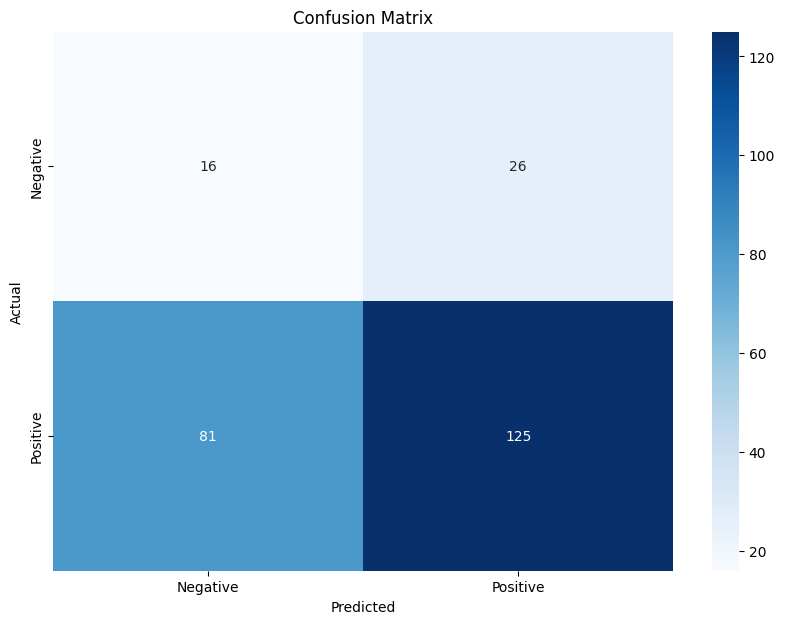 Confusion Matrix
Actual
Negative
Positive
16
26
81
125
Negative
Positive
Predicted
120
100
80
60
40
20